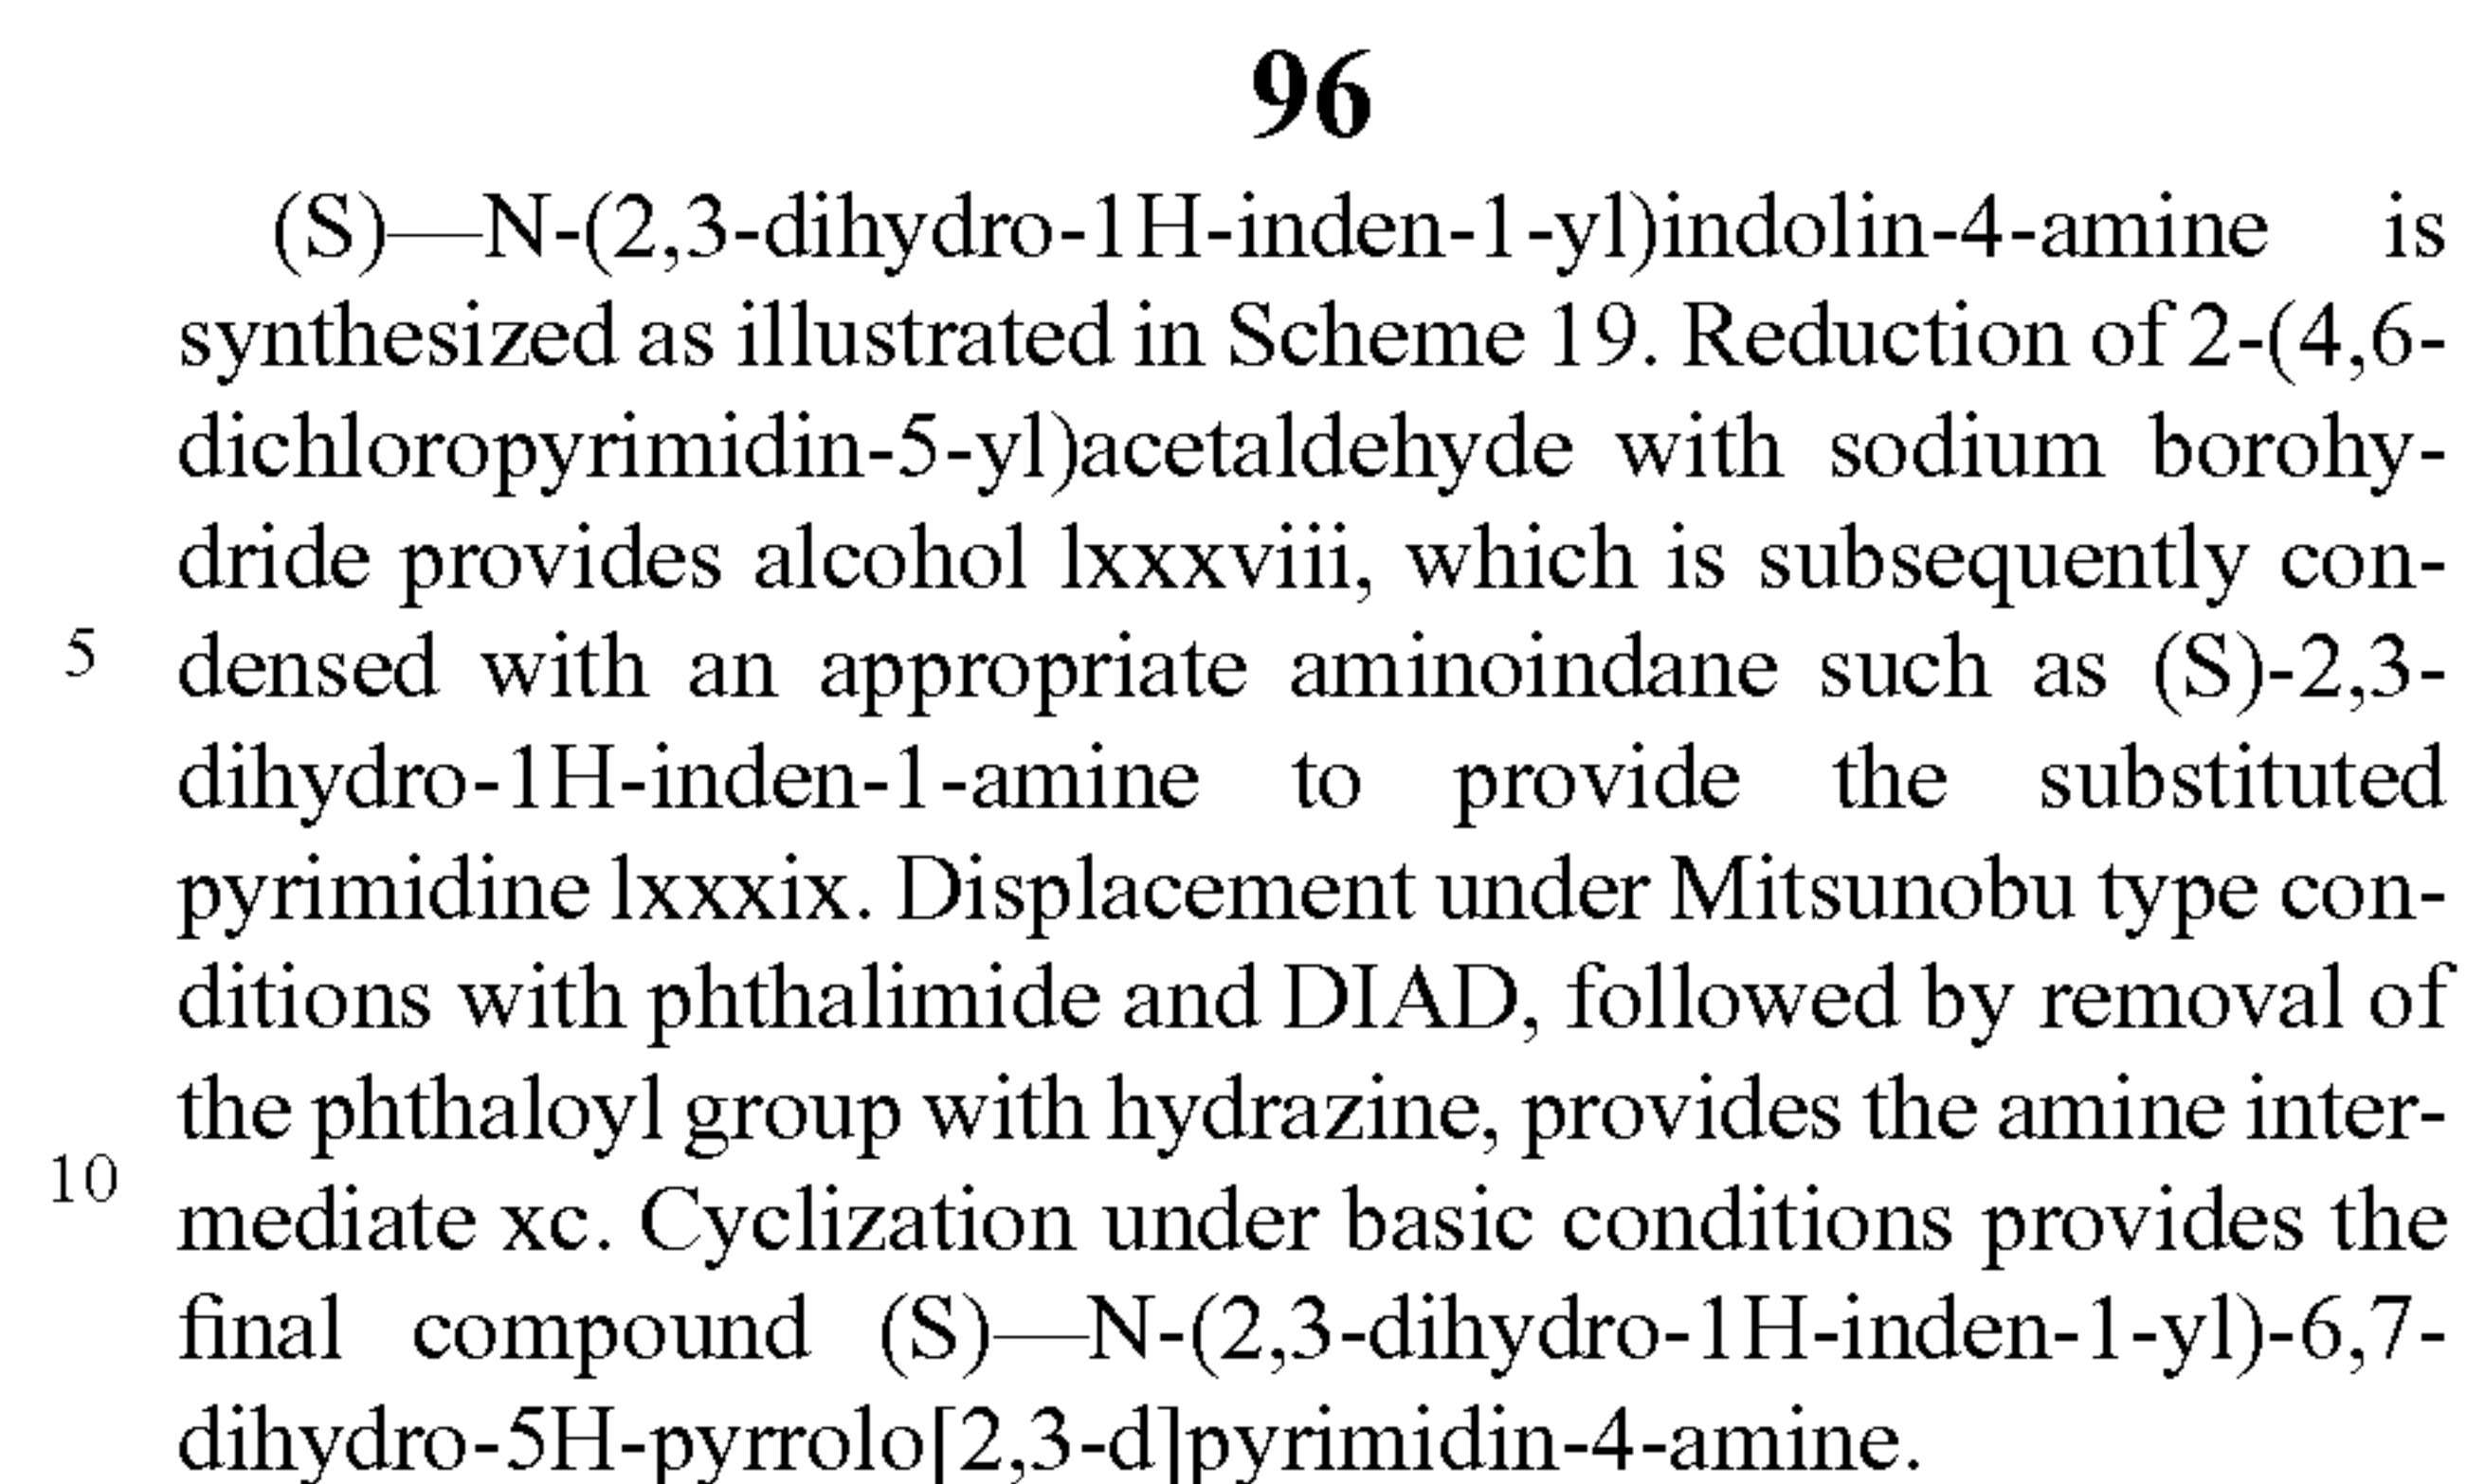 96
(S)—N-(2,3-dihydro-1H-inden-1-yl)indolin-4-amine is
synthesized as illustrated in Scheme 19. Reduction of 2-(4,6-
dichloropyrimidin-5-yl)acetaldehyde with sodium borohy-
dride provides alcohol lxxxviii, which is subsequently con-
5 densed with an appropriate aminoindane such as (S)-2,3-
dihydro-1H-inden-1-amine to provide the substituted
pyrimidine lxxxix. Displacement under Mitsunobu type con-
ditions with phthalimide and DIAD, followed by removal of
the phthaloyl group with hydrazine, provides the amine inter-
10 mediate xc. Cyclization under basic conditions provides the
final compound (S)—N-(2,3-dihydro-1H-inden-1-yl)-6,7-
dihydro-5H-pyrrolo[2,3-d]pyrimidin-4-amine.